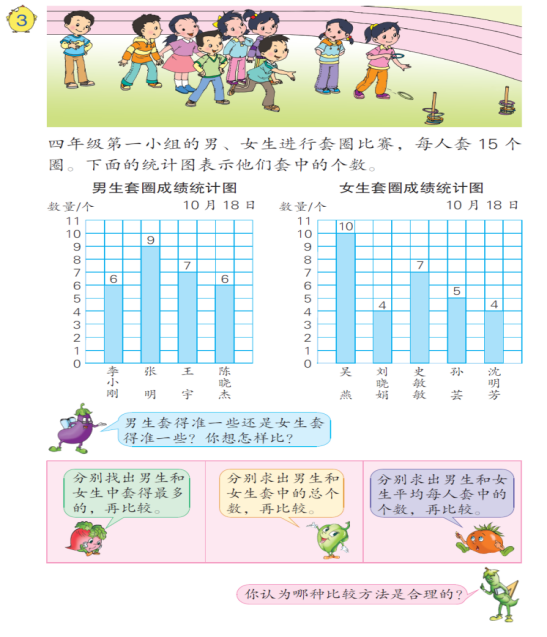 3
四年级第一小组的男、女生进行套圈比赛，每人套 15 个
圈。下面的统计图表示他们套中的个数。
男生套圈成绩统计图
数量/个 10 月 18 日
11
10
9
8
7
6
5
4
3
2
1
0
6
9
7
6
李小刚
张明
王宇
陈晓杰
女生套圈成绩统计图
数量/个 10 月 18 日
11
10
9
8
7
6
5
4
3
2
1
0
10
4
7
5
4
吴燕
刘晓娟
史敏敏
孙芸
沈明芳
男生套得准一些还是女生套
得准一些？你想怎样比？
分别找出男生和
女生中套得最多
的，再比较。
分别求出男生和
女生套中的总个
数，再比较。
分别求出男生和女
生平均每人套中的
个数，再比较。
你认为哪种比较方法是合理的？